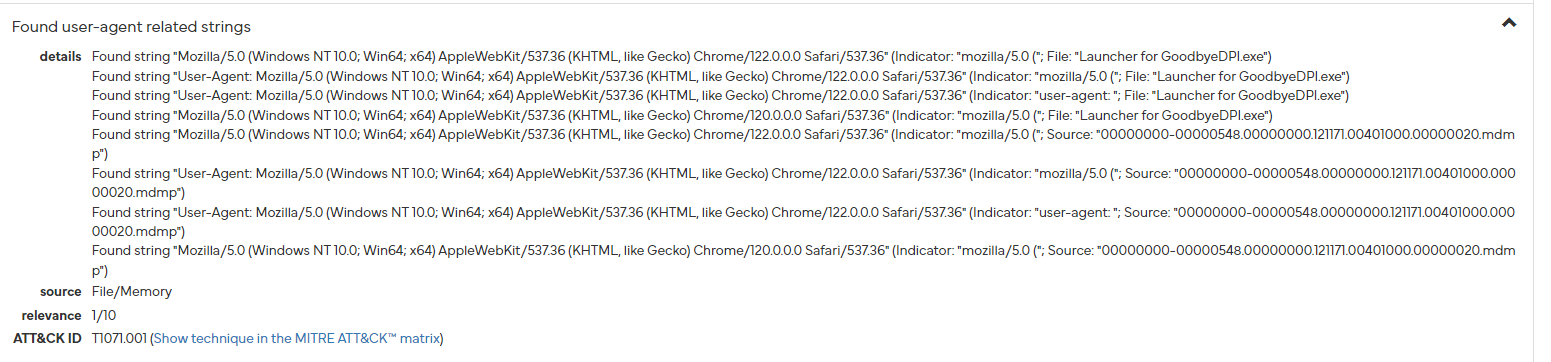 Found user-agent related strings
details Found string "Mozilla/5.0 (Windows NT 10.0; Win64; x64) AppleWebKit/537.36 (KHTML, like Gecko) Chrome/122.0.0.0 Safari/537.36" (Indicator: "mozilla/5.0 ("; File: "Launcher for GoodbyeDPI.exe")
Found string "User-Agent: Mozilla/5.0 (Windows NT 10.0; Win64; x64) AppleWebKit/537.36 (KHTML, like Gecko) Chrome/122.0.0.0 Safari/537.36" (Indicator: "mozilla/5.0 ("; File: "Launcher for GoodbyeDPI.exe")
Found string "User-Agent: Mozilla/5.0 (Windows NT 10.0; Win64; x64) AppleWebKit/537.36 (KHTML, like Gecko) Chrome/122.0.0.0 Safari/537.36" (Indicator: "user-agent: "; File: "Launcher for GoodbyeDPI.exe")
Found string "Mozilla/5.0 (Windows NT 10.0; Win64; x64) AppleWebKit/537.36 (KHTML, like Gecko) Chrome/120.0.0.0 Safari/537.36" (Indicator: "mozilla/5.0 ("; File: "Launcher for GoodbyeDPI.exe")
Found string "Mozilla/5.0 (Windows NT 10.0; Win64; x64) AppleWebKit/537.36 (KHTML, like Gecko) Chrome/122.0.0.0 Safari/537.36" (Indicator: "mozilla/5.0 ("; Source: "00000000-00000548.00000000.121171.00401000.00000020.mdm
p")
Found string "User-Agent: Mozilla/5.0 (Windows NT 10.0; Win64; x64) AppleWebKit/537.36 (KHTML, like Gecko) Chrome/122.0.0.0 Safari/537.36" (Indicator: "mozilla/5.0 ("; Source: "00000000-00000548.00000000.121171.00401000.000
00020.mdmp")
Found string "User-Agent: Mozilla/5.0 (Windows NT 10.0; Win64; x64) AppleWebKit/537.36 (KHTML, like Gecko) Chrome/122.0.0.0 Safari/537.36" (Indicator: "user-agent: "; Source: "00000000-00000548.00000000.121171.00401000.000
00020.mdmp")
Found string "Mozilla/5.0 (Windows NT 10.0; Win64; x64) AppleWebKit/537.36 (KHTML, like Gecko) Chrome/120.0.0.0 Safari/537.36" (Indicator: "mozilla/5.0 ("; Source: "00000000-00000548.00000000.121171.00401000.00000020.mdm
p")
source File/Memory
relevance 1/10
ATT&CK ID T1071.001 (Show technique in the MITRE ATT&CK™ matrix)